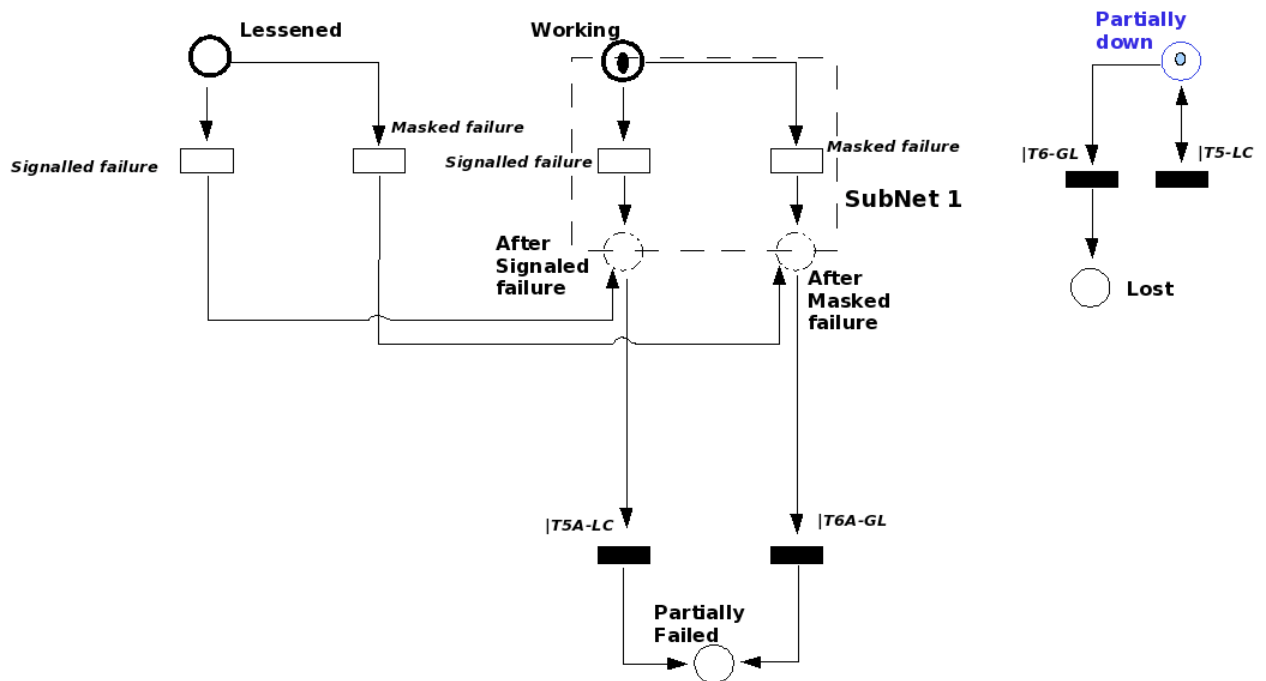 Lessened
Working
Partially
down
Masked failure
Signalled failure
Signalled failure
Masked failure
|T6-GL
|T5-LC
SubNet 1
After
Signaled
failure
After
Masked
failure
Lost
|T5A-LC
|T6A-GL
Partially
Failed